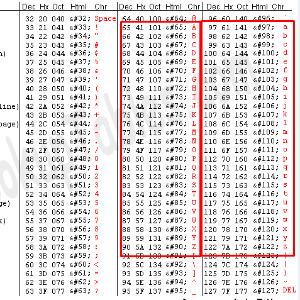 Dec Hx Oct Html Chr Dec Hx Oct Html Chr Dec Hx Oct Html Chr
32 20 040 &#32; Space 64 40 100 &#64; @ 96 60 140 &#96; `
33 21 041 &#33; ! 65 41 101 &#65; A 97 61 141 &#97; a
34 22 042 &#34; " 66 42 102 &#66; B 98 62 142 &#98; b
35 23 043 &#35; # 67 43 103 &#67; C 99 63 143 &#99; c
36 24 044 &#36; $ 68 44 104 &#68; D 100 64 144 &#100; d
37 25 045 &#37; % 69 45 105 &#69; E 101 65 145 &#101; e
38 26 046 &#38; & 70 46 106 &#70; F 102 66 146 &#102; f
39 27 047 &#39; ' 71 47 107 &#71; G 103 67 147 &#103; g
40 28 050 &#40; ( 72 48 110 &#72; H 104 68 150 &#104; h
41 29 051 &#41; ) 73 49 111 &#73; I 105 69 151 &#105; i
line) 42 2A 052 &#42; * 74 4A 112 &#74; J 106 6A 152 &#106; j
43 2B 053 &#43; + 75 4B 113 &#75; K 107 6B 153 &#107; k
page) 44 2C 054 &#44; , 76 4C 114 &#76; L 108 6C 154 &#108; l
45 2D 055 &#45; - 77 4D 115 &#77; M 109 6D 155 &#109; m
46 2E 056 &#46; . 78 4E 116 &#78; N 110 6E 156 &#110; n
47 2F 057 &#47; / 79 4F 117 &#79; O 111 6F 157 &#111; o
48 30 060 &#48; 0 80 50 120 &#80; P 112 70 160 &#112; p
49 31 061 &#49; 1 81 51 121 &#81; Q 113 71 161 &#113; q
50 32 062 &#50; 2 82 52 122 &#82; R 114 72 162 &#114; r
51 33 063 &#51; 3 83 53 123 &#83; S 115 73 163 &#115; s
52 34 064 &#52; 4 84 54 124 &#84; T 116 74 164 &#116; t
53 35 065 &#53; 5 85 55 125 &#85; U 117 75 165 &#117; u
54 36 066 &#54; 6 86 56 126 &#86; V 118 76 166 &#118; v
55 37 067 &#55; 7 87 57 127 &#87; W 119 77 167 &#119; w
56 38 070 &#56; 8 88 58 130 &#88; X 120 78 170 &#120; x
57 39 071 &#57; 9 89 59 131 &#89; Y 121 79 171 &#121; y
58 3A 072 &#58; : 90 5A 132 &#90; Z 122 7A 172 &#122; z
59 3B 073 &#59; ; 91 5B 133 &#91; [ 123 7B 173 &#123; {
60 3C 074 &#60; < 92 5C 134 &#92; \ 124 7C 174 &#124; |
61 3D 075 &#61; = 93 5D 135 &#93; ] 125 7D 175 &#125; }
62 3E 076 &#62; > 94 5E 136 &#94; ^ 126 7E 176 &#126; ~
63 3F 077 &#63; ? 95 5F 137 &#95; _ 127 7F 177 &#127; DEL